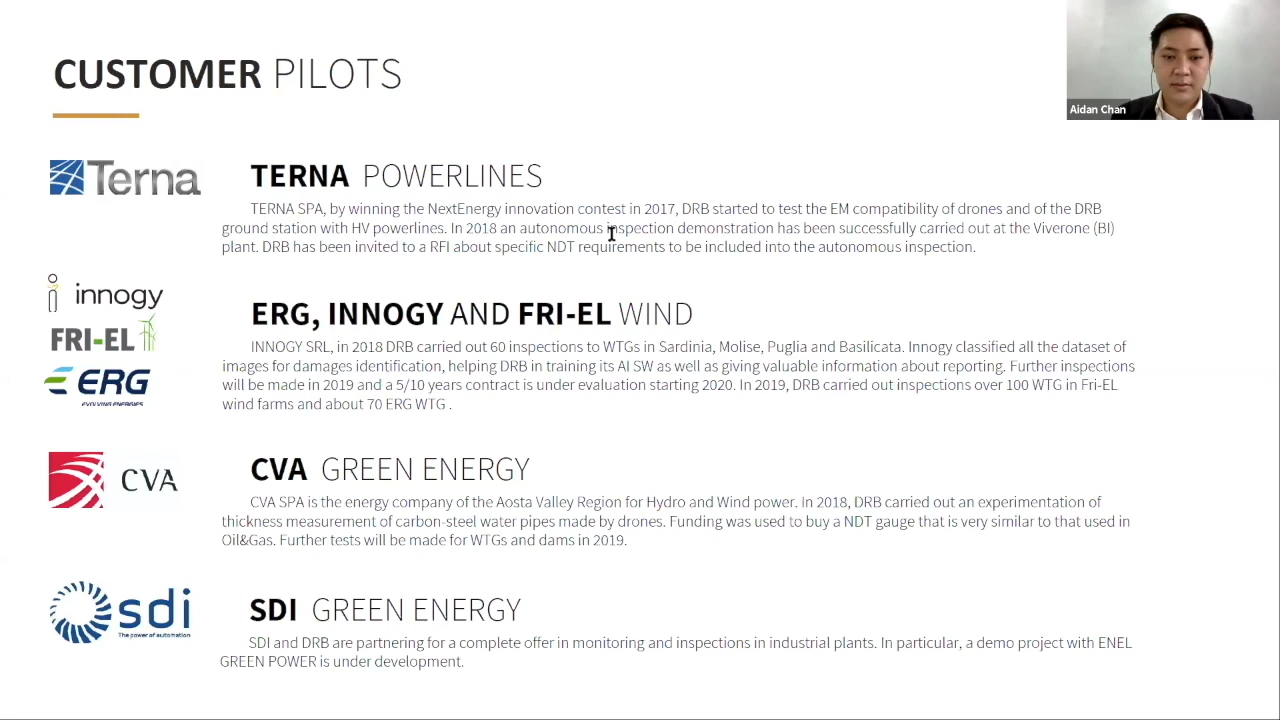 CUSTOMER PILOTS
Aidan Chan
Terna
TERNA POWERLINES
TERNA SPA, by winning the NextEnergy innovation contest in 2017, DRB started to test the EM compatibility of drones and of the DRB
ground station with HV powerlines. In 2018 an autonomous inspection demonstration has been successfully carried out at the Viverone (BI)
plant. DRB has been invited to a RFI about specific NDT requirements to be included into the autonomous inspection.
innogy
FRI-EL
ERG
EVOLVING ENERGIES
ERG, INNOGY AND FRI-EL WIND
INNOGY SRL, in 2018 DRB carried out 60 inspections to WTGs in Sardinia, Molise, Puglia and Basilicata. Innogy classified all the dataset of
images for damages identification, helping DRB in training its AI SW as well as giving valuable information about reporting. Further inspections
will be made in 2019 and a 5/10 years contract is under evaluation starting 2020. In 2019, DRB carried out inspections over 100 WTG in Fri-EL
wind farms and about 70 ERG WTG .
CVA
CVA GREEN ENERGY
CVA SPA is the energy company of the Aosta Valley Region for Hydro and Wind power. In 2018, DRB carried out an experimentation of
thickness measurement of carbon-steel water pipes made by drones. Funding was used to buy a NDT gauge that is very similar to that used in
Oil&Gas. Further tests will be made for WTGs and dams in 2019.
sdi
The power of automation
SDI GREEN ENERGY
SDI and DRB are partnering for a complete offer in monitoring and inspections in industrial plants. In particular, a demo project with ENEL
GREEN POWER is under development.